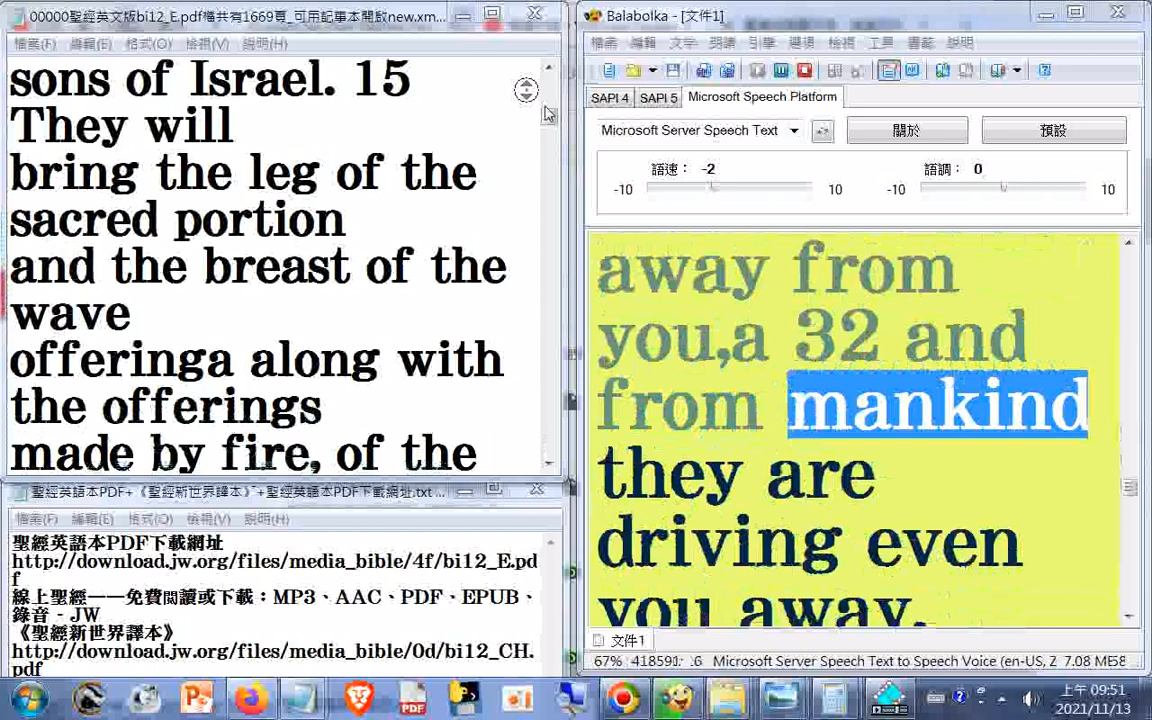 00000聖經英文版bi12_E.pdf檔共有1669頁_可用記事本開啟new.xm...
檔案(F) 編輯(E) 格式(O) 檢視(V) 說明(H)
sons of Israel. 15
They will
bring the leg of the
sacred portion
and the breast of the
wave
offeringa along with
the offerings
made by fire, of the
聖經英語本PDF+《聖經新世界譯本》+聖經英語本PDF下載網址.txt ...
檔案(F) 編輯(E) 格式(O) 檢視(V) 說明(H)
聖經英語本PDF下載網址
http://download.jw.org/files/media_bible/4f/bi12_E.pd
f
線上聖經——免費閱讀或下載：MP3、AAC、PDF、EPUB、
錄音 - JW
《聖經新世界譯本》
http://download.jw.org/files/media_bible/0d/bi12_CH.
pdf
Balabolka - [文件1]
檔案 編輯 文字 朗讀 引擎 選項 檢視 工具 書籤 說明
SAPI 4 SAPI 5 Microsoft Speech Platform
Microsoft Server Speech Text 關於 預設
語速： -2 語調： 0
-10 10 -10 10
away from
you,a 32 and
from mankind
they are
driving even
you away.
文件1
67% Microsoft Server Speech Text to Speech Voice (en-US, Z 7.08 ME
上午 09:51
2021/11/13